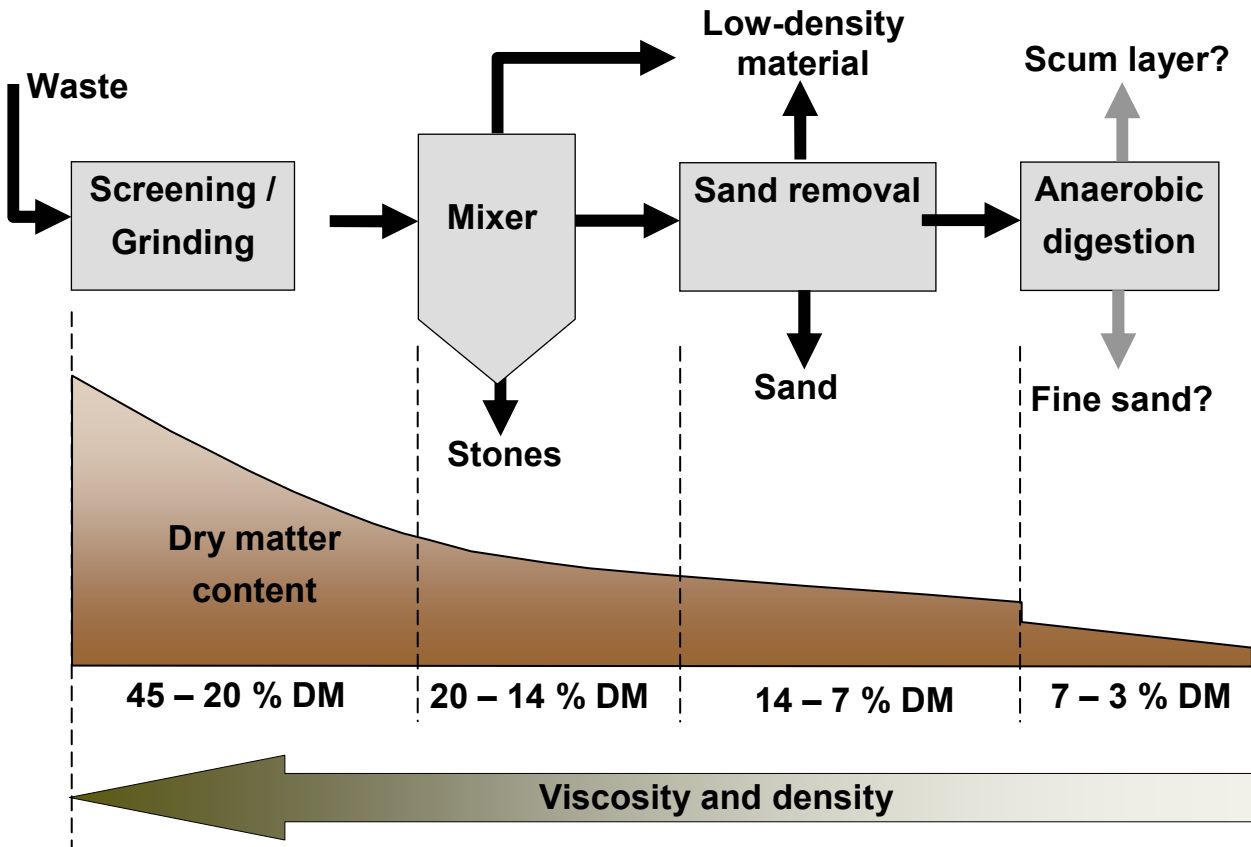 Waste
Low-density
material
Scum layer?
Screening /
Grinding
Mixer
Sand removal
Anaerobic
digestion
Stones
Sand
Fine sand?
Dry matter
content
45 – 20 % DM
20 – 14 % DM
14 – 7 % DM
7 – 3 % DM
Viscosity and density